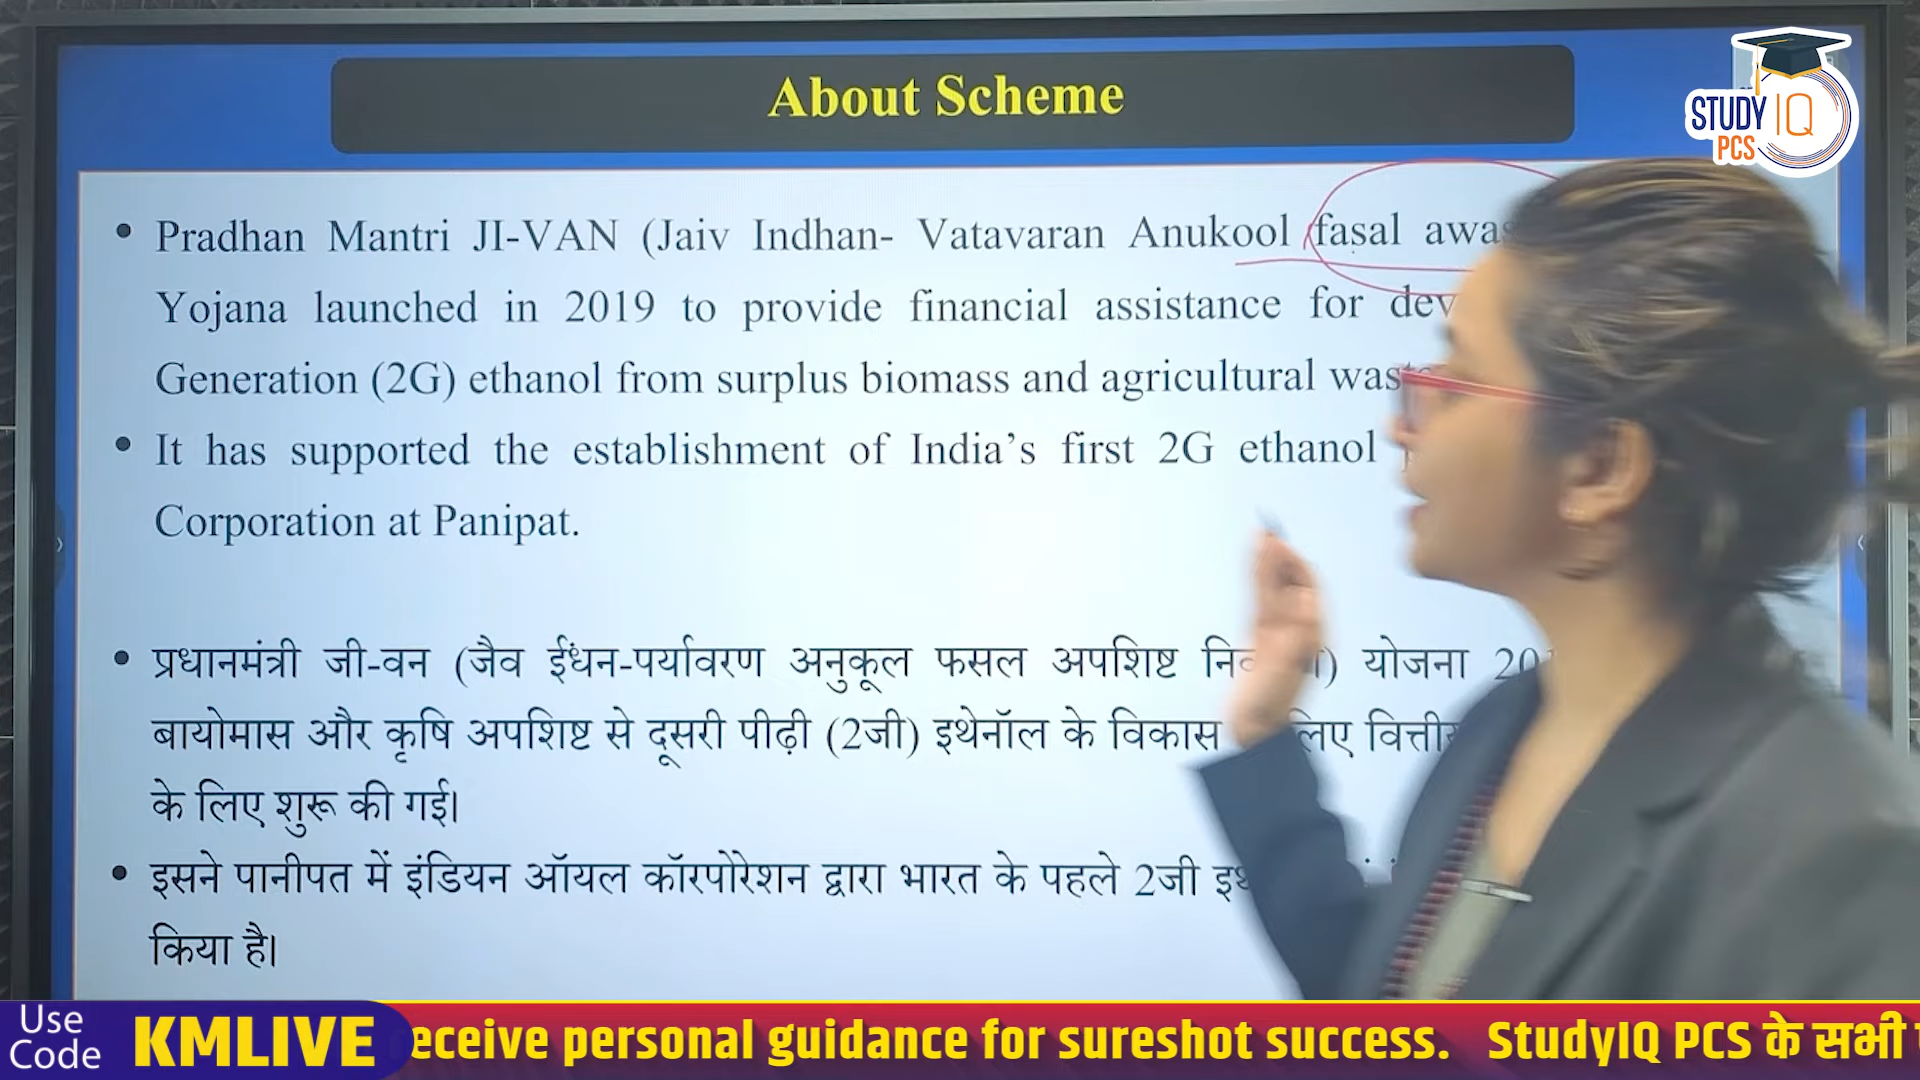 About Scheme
STUDY IQ
PCS
• Pradhan Mantri JI-VAN (Jaiv Indhan- Vatavaran Anukool fasal
Yojana launched in 2019 to provide financial assistance for
Generation (2G) ethanol from surplus biomass and agricultural
• It has supported the establishment of India’s first 2G ethanol
Corporation at Panipat.
• प्रधानमंत्री जी-वन (जैव ईंधन-पर्यावरण अनुकूल फसल अपशिष्ट योजना
बायोमास और कृषि अपशिष्ट से दूसरी पीढ़ी (2जी) इथेनॉल के विकास लिए
के लिए शुरू की गई।
• इसने पानीपत में इंडियन ऑयल कॉरपोरेशन द्वारा भारत के पहले 2जी
किया है।
Use
Code
KMLIVE
personal guidance for sureshot success. StudyIQ PCS के सभी